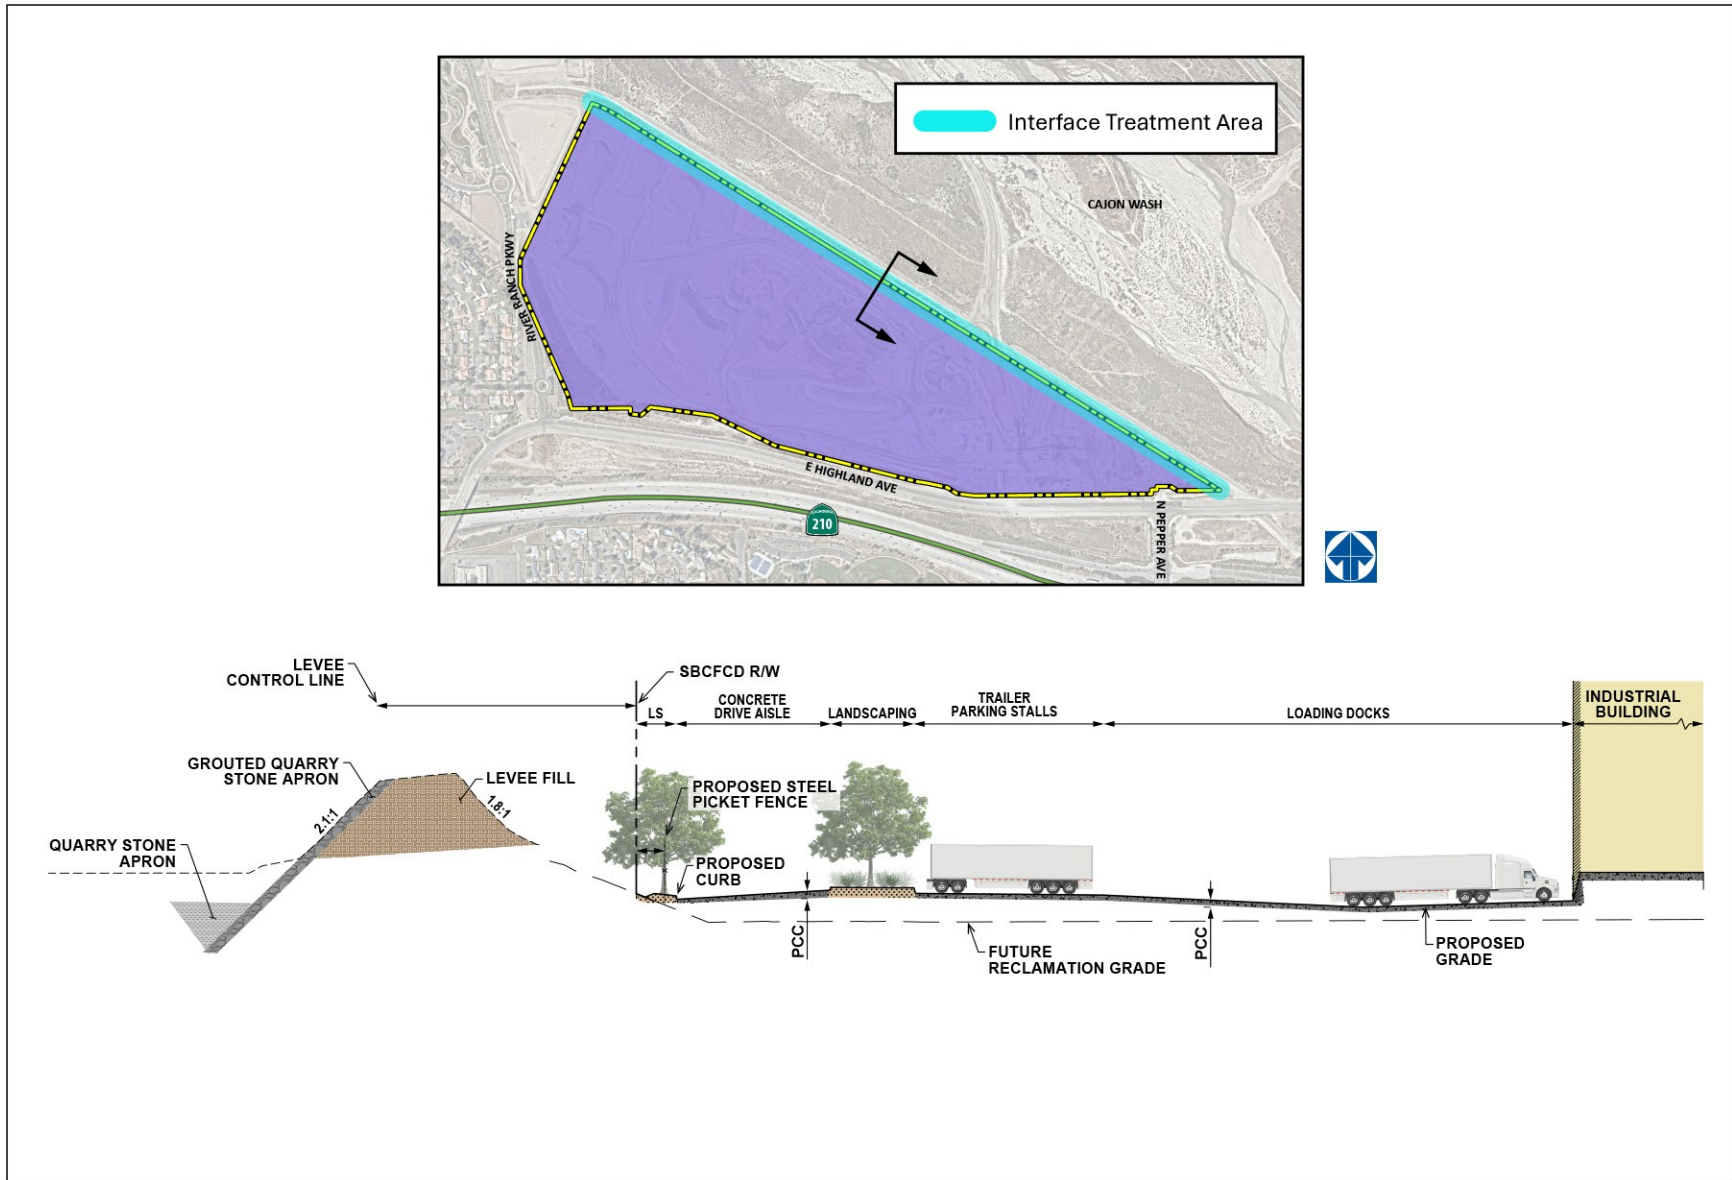 Interface Treatment Area
CAJON WASH
RIVER RANCH PKWY
E HIGHLAND AVE
CALIFORNIA
210
N PEPPER AVE
LEVEE
CONTROL LINE
SBCFCD R/W
LS
CONCRETE
DRIVE AISLE
LANDSCAPING
TRAILER
PARKING STALLS
LOADING DOCKS
INDUSTRIAL
BUILDING
GROUTED QUARRY
STONE APRON
LEVEE FILL
2.1:1
1.8:1
PROPOSED STEEL
PICKET FENCE
QUARRY STONE
APRON
PROPOSED
CURB
PCC
FUTURE
RECLAMATION GRADE
PCC
PROPOSED
GRADE